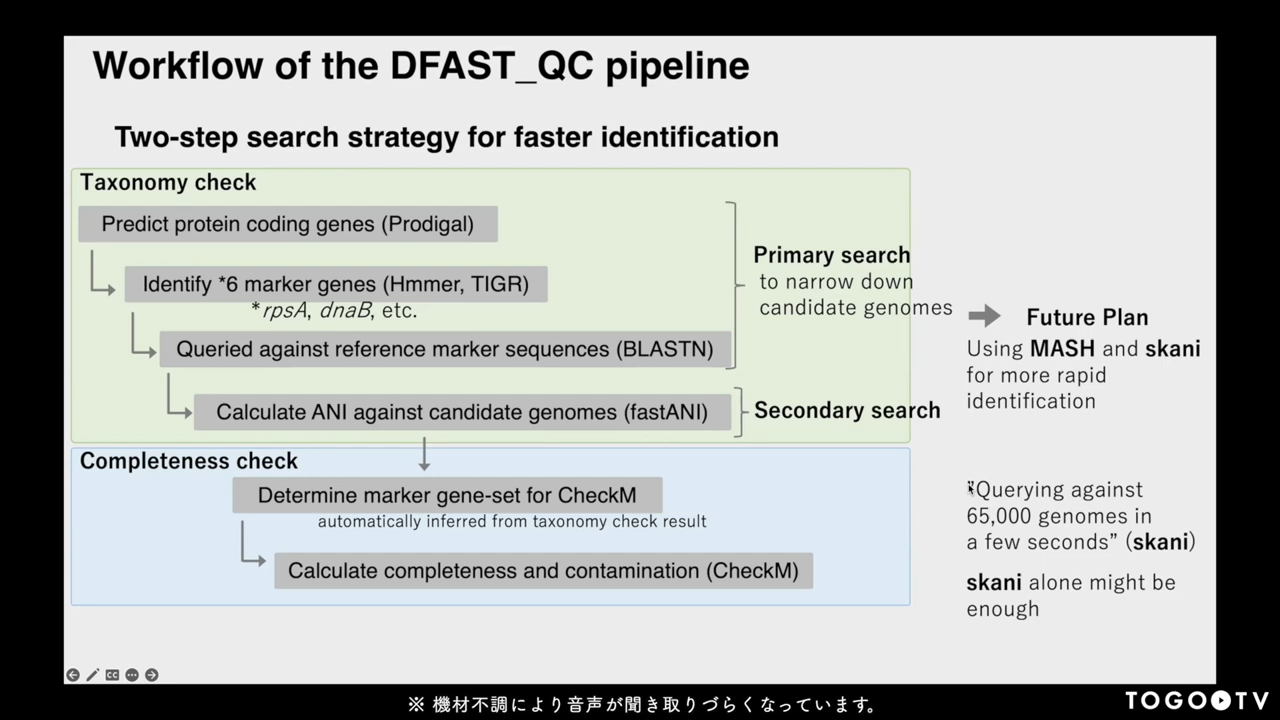 Workflow of the DFAST_QC pipeline
Two-step search strategy for faster identification
Taxonomy check
Predict protein coding genes (Prodigal)
Identify *6 marker genes (Hmmer, TIGR)
*rpsA, dnaB, etc.
Queried against reference marker sequences (BLASTN)
Calculate ANI against candidate genomes (fastANI)
Primary search
to narrow down
candidate genomes
Secondary search
Completeness check
Determine marker gene-set for CheckM
automatically inferred from taxonomy check result
Calculate completeness and contamination (CheckM)
Future Plan
Using MASH and skani
for more rapid
identification
"Querying against
65,000 genomes in
a few seconds” (skani)
skani alone might be
enough
CC
※ 機材不調により音声が聞き取りづらくなっています。
TOGO TV